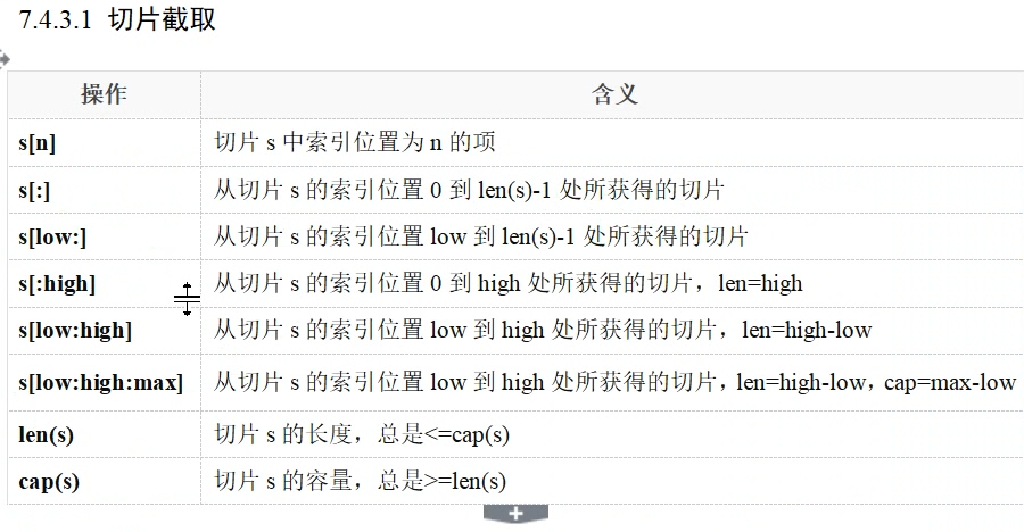 7.4.3.1 切片截取
操作 含义
s[n] 切片 s 中索引位置为 n 的项
s[:] 从切片 s 的索引位置 0 到 len(s)-1 处所获得的切片
s[low:] 从切片 s 的索引位置 low 到 len(s)-1 处所获得的切片
s[:high] 从切片 s 的索引位置 0 到 high 处所获得的切片，len=high
s[low:high] 从切片 s 的索引位置 low 到 high 处所获得的切片，len=high-low
s[low:high:max] 从切片 s 的索引位置 low 到 high 处所获得的切片，len=high-low，cap=max-low
len(s) 切片 s 的长度，总是<=cap(s)
cap(s) 切片 s 的容量，总是>=len(s)